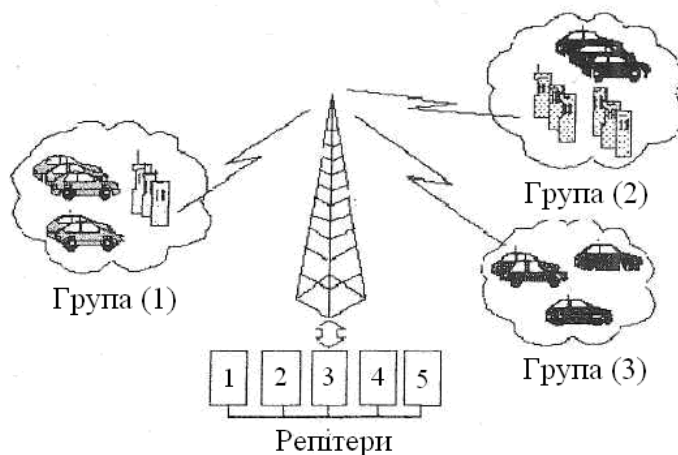 Група (2)
Група (1)
Група (3)
1 2 3 4 5
Репітери